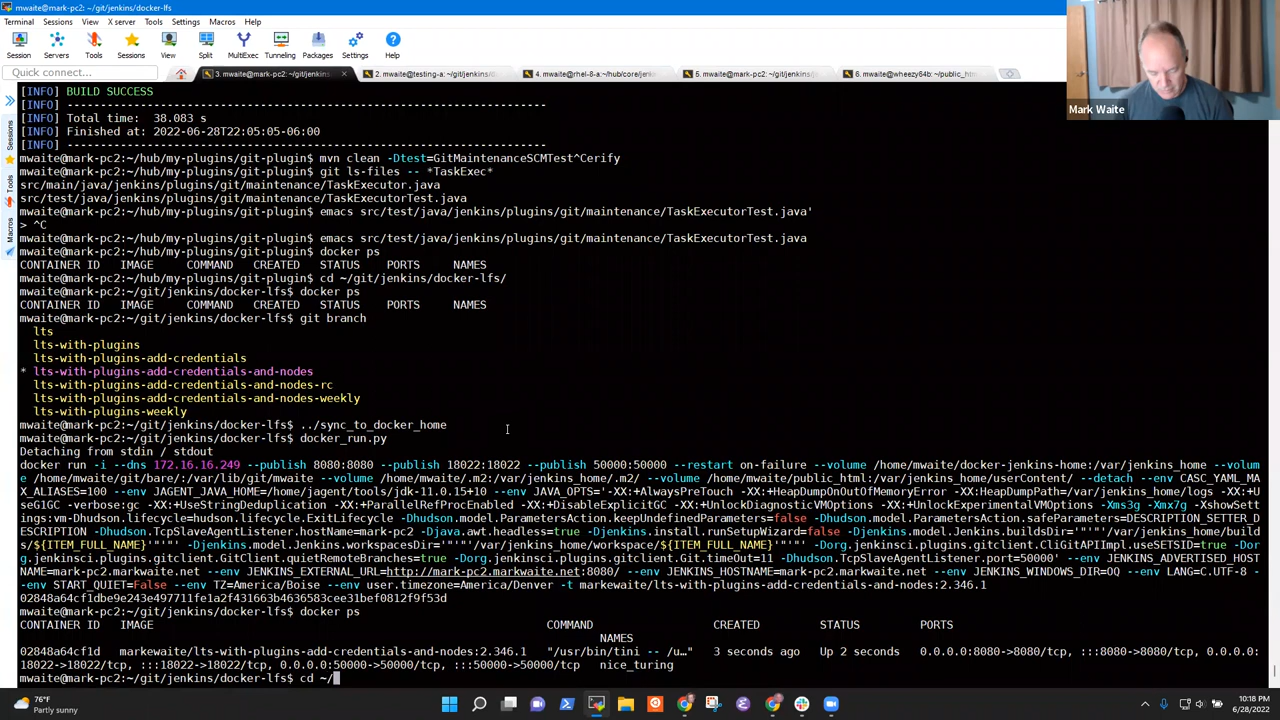 mwaite@mark-pc2: ~/git/jenkins/docker-lfs
Terminal Sessions View X server Tools Settings Macros Help
Session Servers Tools Sessions View Split MultiExec Tunneling Packages Settings Help
Mark Waite
Quick connect...
3. mwaite@mark-pc2: ~/git/jenkins
2. mwaite@testing-a: ~/git/jenkins/
4. mwaite@rhel-8-a:~/hub/core/jenkin
5. mwaite@mark-pc2: ~/git/jenkins/
6. mwaite@wheezy64b: ~/public_htm
Sessions
Tools
Macros
[INFO] BUILD SUCCESS
[INFO] ------------------------------------------------------------------------
[INFO] Total time:  38.083 s
[INFO] Finished at: 2022-06-28T22:05:05-06:00
[INFO] ------------------------------------------------------------------------
mwaite@mark-pc2:~/hub/my-plugins/git-plugin$ mvn clean -Dtest=GitMaintenanceSCMTest^Cerify
mwaite@mark-pc2:~/hub/my-plugins/git-plugin$ git ls-files -- *TaskExec*
src/main/java/jenkins/plugins/git/maintenance/TaskExecutor.java
src/test/java/jenkins/plugins/git/maintenance/TaskExecutorTest.java
mwaite@mark-pc2:~/hub/my-plugins/git-plugin$ emacs src/test/java/jenkins/plugins/git/maintenance/TaskExecutorTest.java'
> ^C
mwaite@mark-pc2:~/hub/my-plugins/git-plugin$ emacs src/test/java/jenkins/plugins/git/maintenance/TaskExecutorTest.java
mwaite@mark-pc2:~/hub/my-plugins/git-plugin$ docker ps
CONTAINER ID   IMAGE     COMMAND   CREATED   STATUS    PORTS     NAMES
mwaite@mark-pc2:~/hub/my-plugins/git-plugin$ cd ~/git/jenkins/docker-lfs/
mwaite@mark-pc2:~/git/jenkins/docker-lfs$ docker ps
CONTAINER ID   IMAGE     COMMAND   CREATED   STATUS    PORTS     NAMES
mwaite@mark-pc2:~/git/jenkins/docker-lfs$ git branch
lts
lts-with-plugins
lts-with-plugins-add-credentials
* lts-with-plugins-add-credentials-and-nodes
lts-with-plugins-add-credentials-and-nodes-rc
lts-with-plugins-add-credentials-and-nodes-weekly
lts-with-plugins-weekly
mwaite@mark-pc2:~/git/jenkins/docker-lfs$ ../sync_to_docker_home
mwaite@mark-pc2:~/git/jenkins/docker-lfs$ docker_run.py
Detaching from stdin / stdout
docker run -i --dns 172.16.16.249 --publish 8080:8080 --publish 18022:18022 --publish 50000:50000 --restart on-failure --volume /home/mwaite/docker-jenkins-home:/var/jenkins_home --volum
e /home/mwaite/git/bare/:/var/lib/git/mwaite --volume /home/mwaite/.m2:/var/jenkins_home/.m2/ --volume /home/mwaite/public_html:/var/jenkins_home/userContent/ --detach --env CASC_YAML_MA
X_ALIASES=100 --env JAGENT_JAVA_HOME=/home/jagent/tools/jdk-11.0.15+10 --env JAVA_OPTS='-XX:+AlwaysPreTouch -XX:+HeapDumpOnOutOfMemoryError -XX:HeapDumpPath=/var/jenkins_home/logs -XX:+U
seG1GC -verbose:gc -XX:+UseStringDeduplication -XX:+ParallelRefProcEnabled -XX:+DisableExplicitGC -XX:+UnlockDiagnosticVMOptions -XX:+UnlockExperimentalVMOptions -Xms3g -Xmx7g -XshowSett
ings:vm -Dhudson.lifecycle=hudson.lifecycle.ExitLifecycle -Dhudson.model.ParametersAction.keepUndefinedParameters=false -Dhudson.model.ParametersAction.safeParameters=DESCRIPTION_SETTER_D
ESCRIPTION -Dhudson.TcpSlaveAgentListener.hostName=mark-pc2 -Djava.awt.headless=true -Djenkins.install.runSetupWizard=false -Djenkins.model.Jenkins.buildsDir='"'"'/var/jenkins_home/build
s/${ITEM_FULL_NAME}'"'"' -Djenkins.model.Jenkins.workspacesDir='"'"'/var/jenkins_home/workspace/${ITEM_FULL_NAME}'"'"' -Dorg.jenkinsci.plugins.gitclient.CliGitAPIImpl.useSETSID=true -Dor
g.jenkinsci.plugins.gitclient.GitClient.quietRemoteBranches=true -Dorg.jenkinsci.plugins.gitclient.Git.timeOut=11 -Dhudson.TcpSlaveAgentListener.port=50000' --env JENKINS_ADVERTISED_HOST
NAME=mark-pc2.markwaite.net --env JENKINS_EXTERNAL_URL=http://mark-pc2.markwaite.net:8080/ --env JENKINS_HOSTNAME=mark-pc2.markwaite.net --env JENKINS_WINDOWS_DIR=OQ --env LANG=C.UTF-8 -
-env START_QUIET=False --env TZ=America/Boise --env user.timezone=America/Denver -t markewaite/lts-with-plugins-add-credentials-and-nodes:2.346.1
02848a64cf1dbe9e243e497711fe1a2f431663b4636583cee31bef0812f9f53d
mwaite@mark-pc2:~/git/jenkins/docker-lfs$ docker ps
CONTAINER ID   IMAGE   COMMAND   CREATED   STATUS   PORTS
NAMES
02848a64cf1d   markewaite/lts-with-plugins-add-credentials-and-nodes:2.346.1   "/usr/bin/tini -- /u…"   3 seconds ago   Up 2 seconds   0.0.0.0:8080->8080/tcp, :::8080->8080/tcp, 0.0.0.0:
18022->18022/tcp, :::18022->18022/tcp, 0.0.0.0:50000->50000/tcp, :::50000->50000/tcp   nice_turing
mwaite@mark-pc2:~/git/jenkins/docker-lfs$ cd ~/
76°F
Partly sunny
10:18 PM
6/28/2022